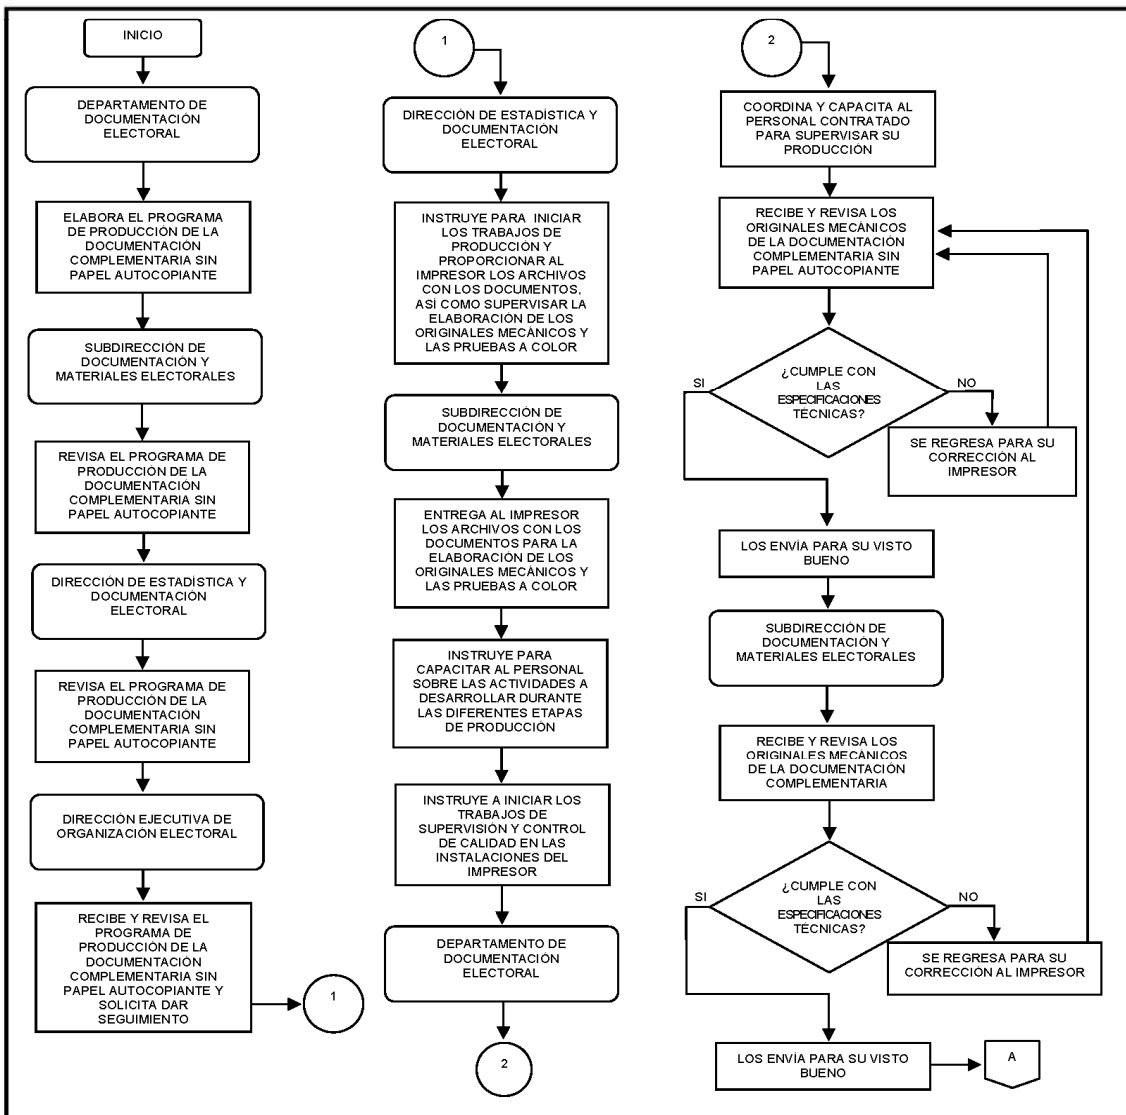 INICIO
DEPARTAMENTO DE
DOCUMENTACIÓN
ELECTORAL
ELABORA EL PROGRAMA
DE PRODUCCIÓN DE LA
DOCUMENTACIÓN
COMPLEMENTARIA SIN
PAPEL AUTOCOPIANTE
SUBDIRECCIÓN DE
DOCUMENTACIÓN Y
MATERIALES ELECTORALES
REVISA EL PROGRAMA DE
PRODUCCIÓN DE LA
DOCUMENTACIÓN
COMPLEMENTARIA SIN
PAPEL AUTOCOPIANTE
DIRECCIÓN DE ESTADÍSTICA Y
DOCUMENTACIÓN
ELECTORAL
REVISA EL PROGRAMA DE
PRODUCCIÓN DE LA
DOCUMENTACIÓN
COMPLEMENTARIA SIN
PAPEL AUTOCOPIANTE
DIRECCIÓN EJECUTIVA DE
ORGANIZACIÓN ELECTORAL
RECIBE Y REVISA EL
PROGRAMA DE
PRODUCCIÓN DE LA
DOCUMENTACIÓN
COMPLEMENTARIA SIN
PAPEL AUTOCOPIANTE Y
SOLICITA DAR
SEGUIMIENTO
1
1
DIRECCIÓN DE ESTADÍSTICA Y
DOCUMENTACIÓN
ELECTORAL
INSTRUYE PARA INICIAR
LOS TRABAJOS DE
PRODUCCIÓN Y
PROPORCIONAR AL
IMPRESOR LOS ARCHIVOS
CON LOS DOCUMENTOS,
ASÍ COMO SUPERVISAR LA
ELABORACIÓN DE LOS
ORIGINALES MECÁNICOS Y
LAS PRUEBAS A COLOR
SUBDIRECCIÓN DE
DOCUMENTACIÓN Y
MATERIALES ELECTORALES
ENTREGA AL IMPRESOR
LOS ARCHIVOS CON LOS
DOCUMENTOS PARA LA
ELABORACIÓN DE LOS
ORIGINALES MECÁNICOS Y
LAS PRUEBAS A COLOR
INSTRUYE PARA
CAPACITAR AL PERSONAL
SOBRE LAS ACTIVIDADES A
DESARROLLAR DURANTE
LAS DIFERENTES ETAPAS
DE PRODUCCIÓN
INSTRUYE A INICIAR LOS
TRABAJOS DE
SUPERVISIÓN Y CONTROL
DE CALIDAD EN LAS
INSTALACIONES DEL
IMPRESOR
DEPARTAMENTO DE
DOCUMENTACIÓN
ELECTORAL
2
2
COORDINA Y CAPACITA AL
PERSONAL CONTRATADO
PARA SUPERVISAR SU
PRODUCCIÓN
RECIBE Y REVISA LOS
ORIGINALES MECÁNICOS
DE LA DOCUMENTACIÓN
COMPLEMENTARIA SIN
PAPEL AUTOCOPIANTE
¿CUMPLE CON
LAS
ESPECIFICACIONES
TÉCNICAS?
SI
NO
SE REGRESA PARA SU
CORRECCIÓN AL
IMPRESOR
LOS ENVÍA PARA SU VISTO
BUENO
SUBDIRECCIÓN DE
DOCUMENTACIÓN Y
MATERIALES ELECTORALES
RECIBE Y REVISA LOS
ORIGINALES MECÁNICOS
DE LA DOCUMENTACIÓN
COMPLEMENTARIA
¿CUMPLE CON
LAS
ESPECIFICACIONES
TÉCNICAS?
SI
NO
SE REGRESA PARA SU
CORRECCIÓN AL IMPRESOR
LOS ENVÍA PARA SU VISTO
BUENO
A